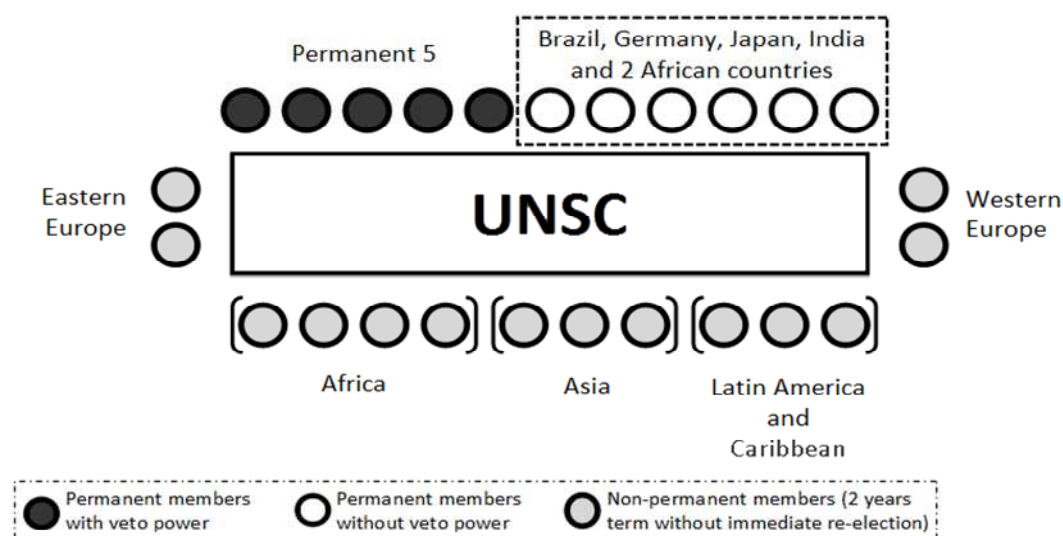 Permanent 5
Brazil, Germany, Japan, India
and 2 African countries
Eastern
Europe
UNSC
Western
Europe
Africa
Asia
Latin America
and
Caribbean
Permanent members
with veto power
Permanent members
without veto power
Non-permanent members (2 years
term without immediate re-election)